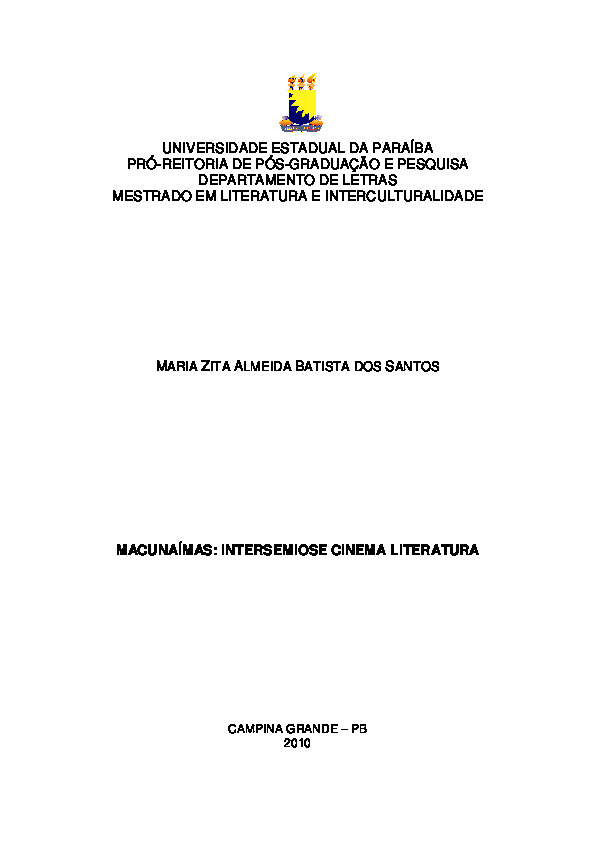 UNIVERSIDADE ESTADUAL DA PARAÍBA
PRÓ-REITORIA DE PÓS-GRADUAÇÃO E PESQUISA
DEPARTAMENTO DE LETRAS
MESTRADO EM LITERATURA E INTERCULTURALIDADE
MARIA ZITA ALMEIDA BATISTA DOS SANTOS
MACUNAÍMAS: INTERSEMIOSE CINEMA LITERATURA
CAMPINA GRANDE – PB
2010